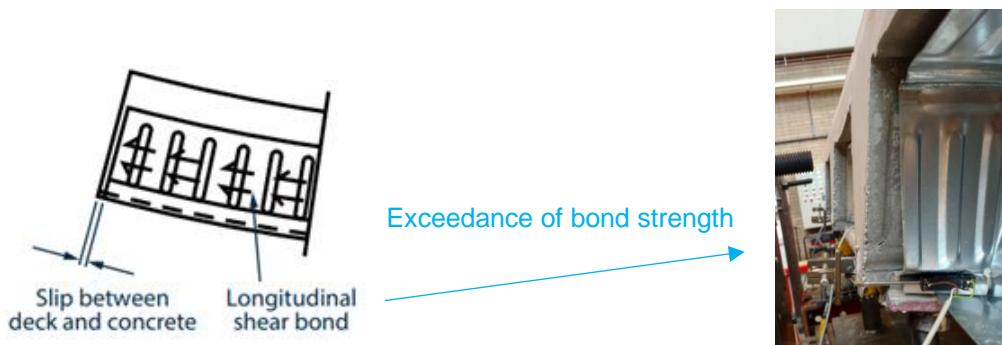 Exceedance of bond strength
Slip between
deck and concrete
Longitudinal
shear bond